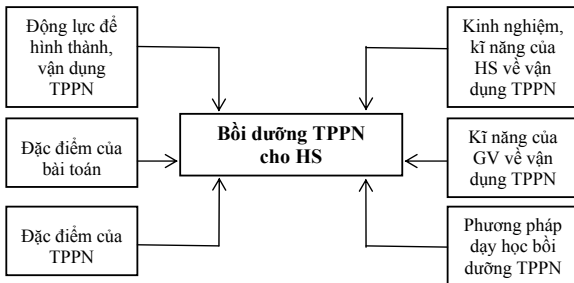 Động lực để
hình thành,
vận dụng
TPPN
Đặc điểm của
bài toán
Đặc điểm của
TPPN
Bồi dưỡng TPPN
cho HS
Kinh nghiệm,
kĩ năng của
HS về vận
dụng TPPN
Kĩ năng của
GV về vận
dụng TPPN
Phương pháp
dạy học bồi
dưỡng TPPN